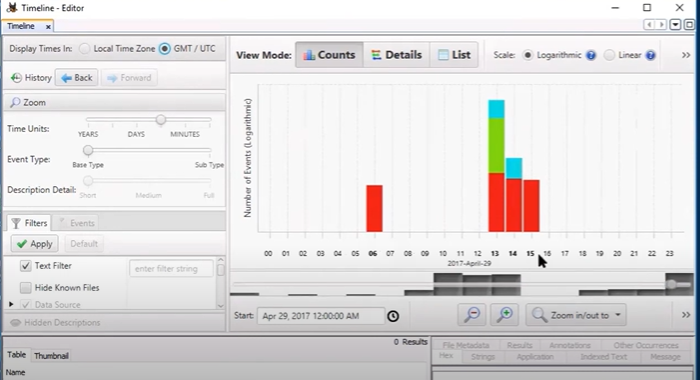 Timeline - Editor
Timeline
Display Times In: Local Time Zone GMT / UTC
History Back Forward
Zoom
Time Units:
YEARS DAYS MINUTES
Event Type:
Base Type Sub Type
Description Detail:
Short Medium Full
Filters Events
Apply Default
Text Filter enter filter string
Hide Known Files
Data Source
Hidden Descriptions
View Mode: Counts Details List Scale: Logarithmic Linear
Number of Events (Logarithmic)
00 01 02 03 04 05 06 07 08 09 10 11 12 13 14 15 16 17 18 19 20 21 22 23
2017-April-29
Start: Apr 29, 2017 12:00:00 AM Zoom in/out to
0 Results
Table Thumbnail
Name
File Metadata Results Annotations Other Occurrences
Hex Strings Application Indexed Text Message